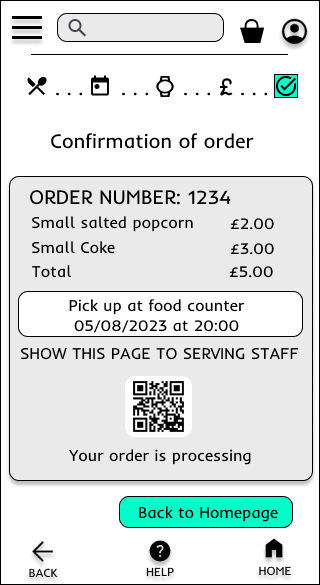 . . . . . . £ . . .
Confirmation of order
ORDER NUMBER: 1234
Small salted popcorn £2.00
Small Coke £3.00
Total £5.00
Pick up at food counter
05/08/2023 at 20:00
SHOW THIS PAGE TO SERVING STAFF
Your order is processing
Back to Homepage
BACK ? HELP HOME